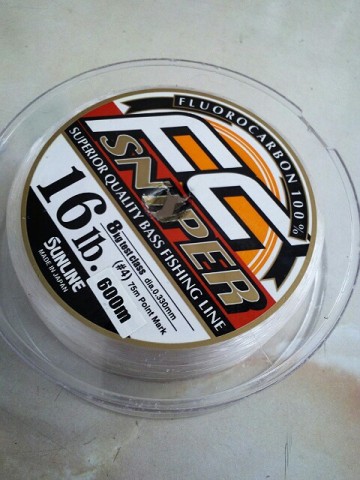 FLUOROCARBON 100%
FC
SNIPER
SUPERIOR QUALITY BASS FISHING LINE
16lb.
8kg test class dia.0.330mm
(#4) 75m Point Mark
600m
SUNLINE
MADE IN JAPAN